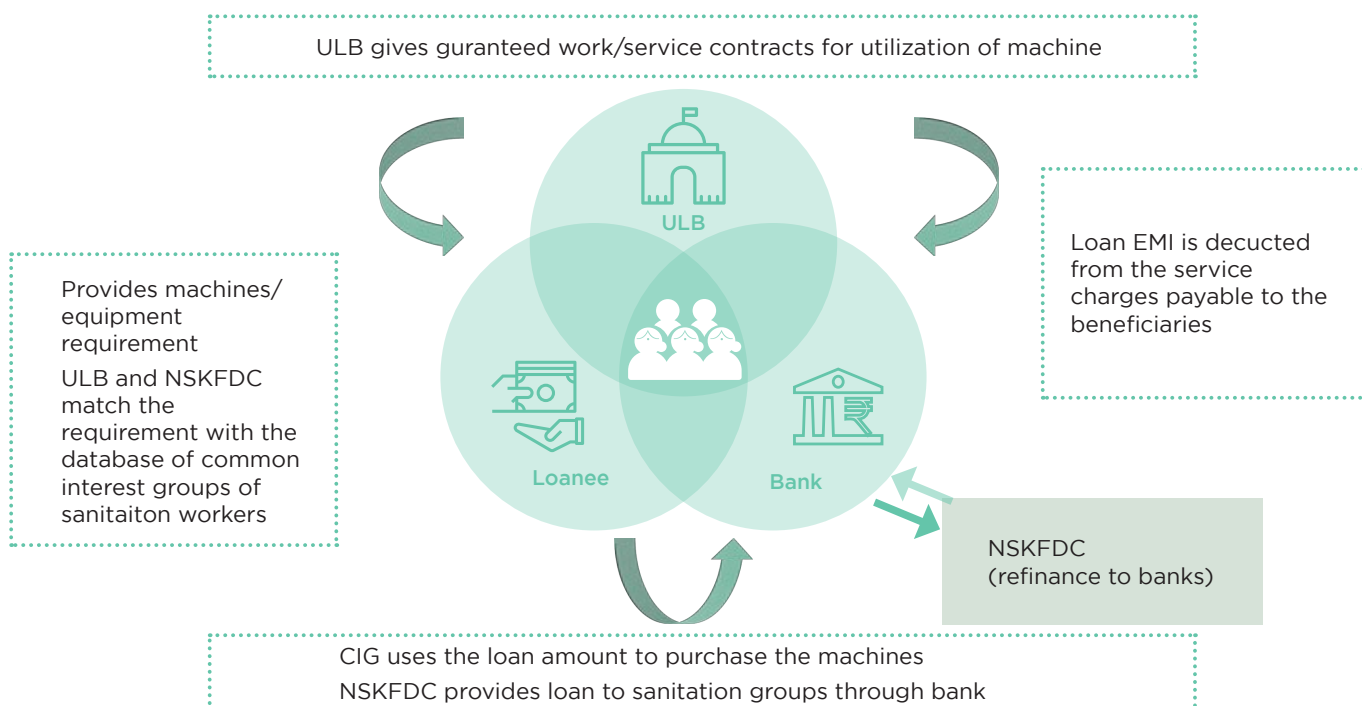 ULB gives guranteed work/service contracts for utilization of machine
ULB
Provides machines/
equipment
requirement
ULB and NSKFDC
match the
requirement with the
database of common
interest groups of
sanitaiton workers
Loan EMI is decucted
from the service
charges payable to the
beneficiaries
Loanee
Bank
NSKFDC
(refinance to banks)
CIG uses the loan amount to purchase the machines
NSKFDC provides loan to sanitation groups through bank